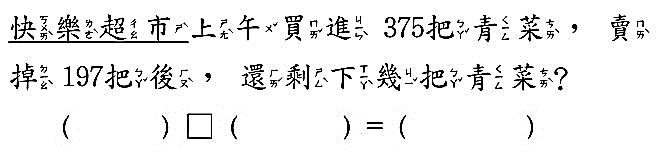 快樂超市上午買進 375把青菜， 賣
掉 197把後， 還剩下幾把青菜?
(　　　) □ (　　　) = (　　　)